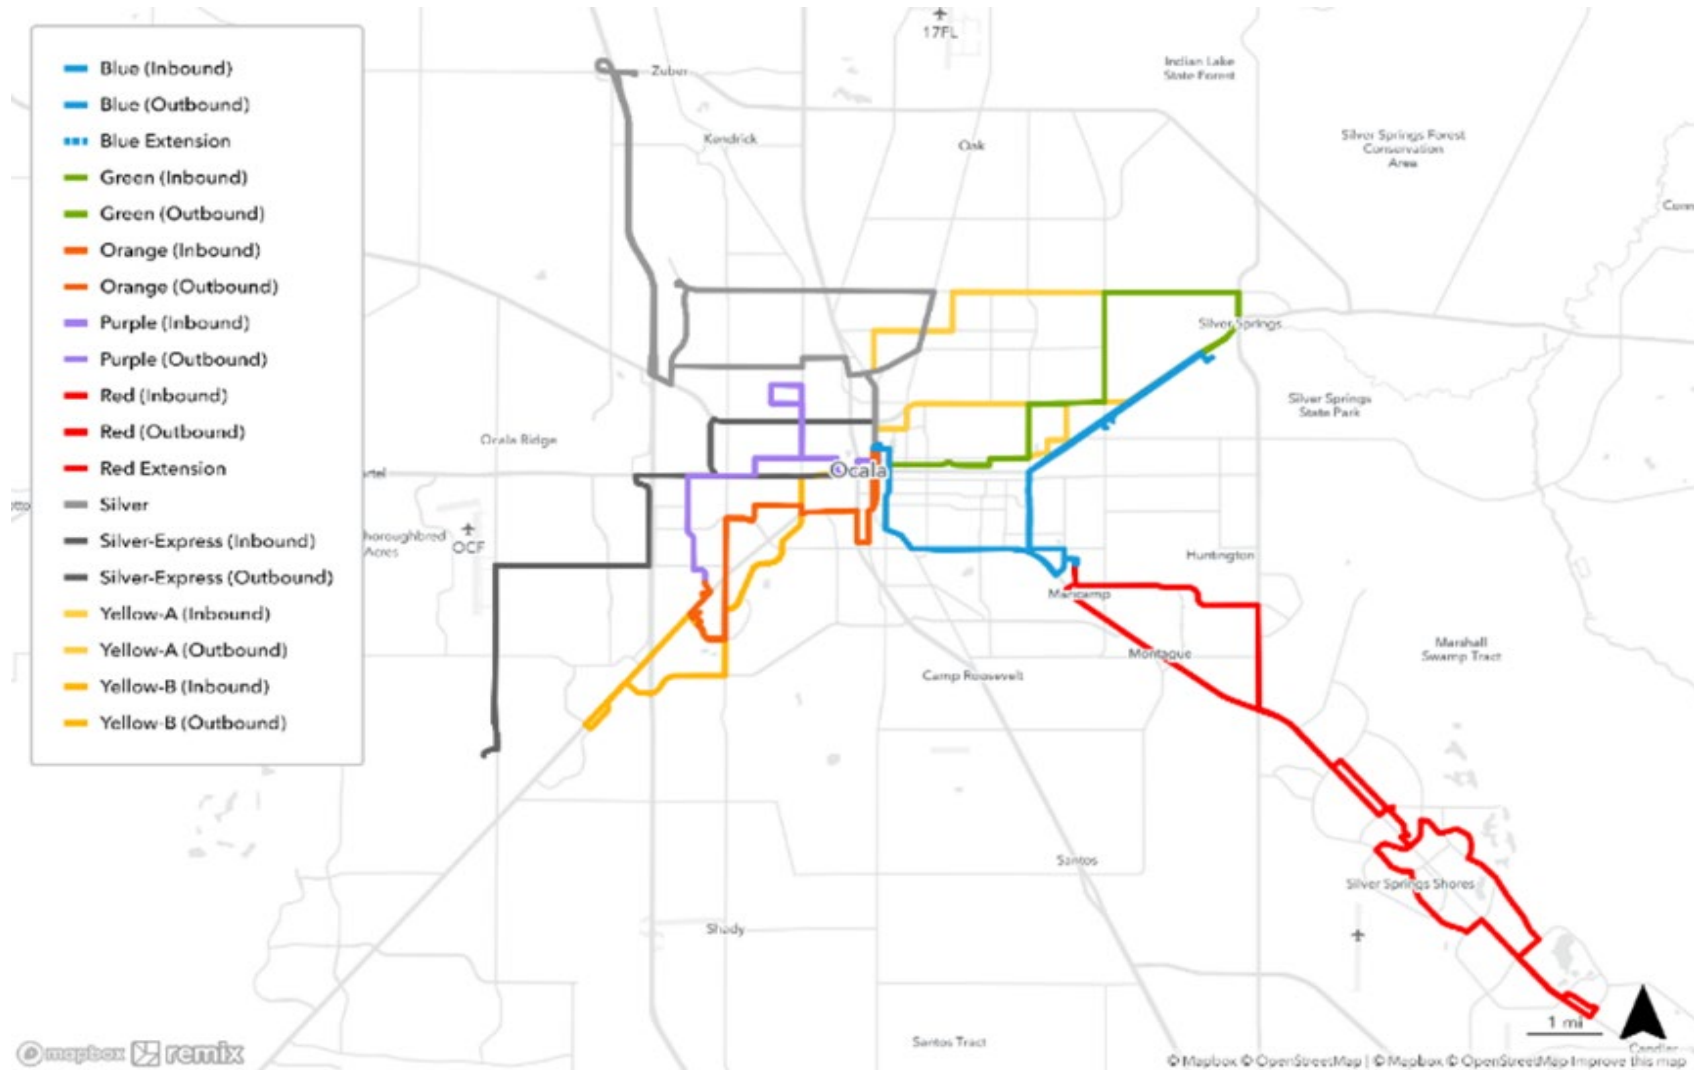 Blue (Inbound)
Blue (Outbound)
Blue Extension
Green (Inbound)
Green (Outbound)
Orange (Inbound)
Orange (Outbound)
Purple (Inbound)
Purple (Outbound)
Red (Inbound)
Red (Outbound)
Red Extension
Silver
Silver-Express (Inbound)
Silver-Express (Outbound)
Yellow-A (Inbound)
Yellow-A (Outbound)
Yellow-B (Inbound)
Yellow-B (Outbound)
17FL
Zuber
Indian Lake
State Forest
Kendrick
Oak
Silver Springs Forest
Conservation
Area
Silver Springs
Silver Springs
State Park
Ocala Ridge
Ocala
horoughbred
Acres
OCF
Huntington
Maricamp
Montague
Marshall
Swamp Tract
Camp Roosevelt
Santos
Silver Springs Shores
Shady
Santos Tract
1 mi
Candler
mapbox remix
© Mapbox © OpenStreetMap | © Mapbox © OpenStreetMap Improve this map